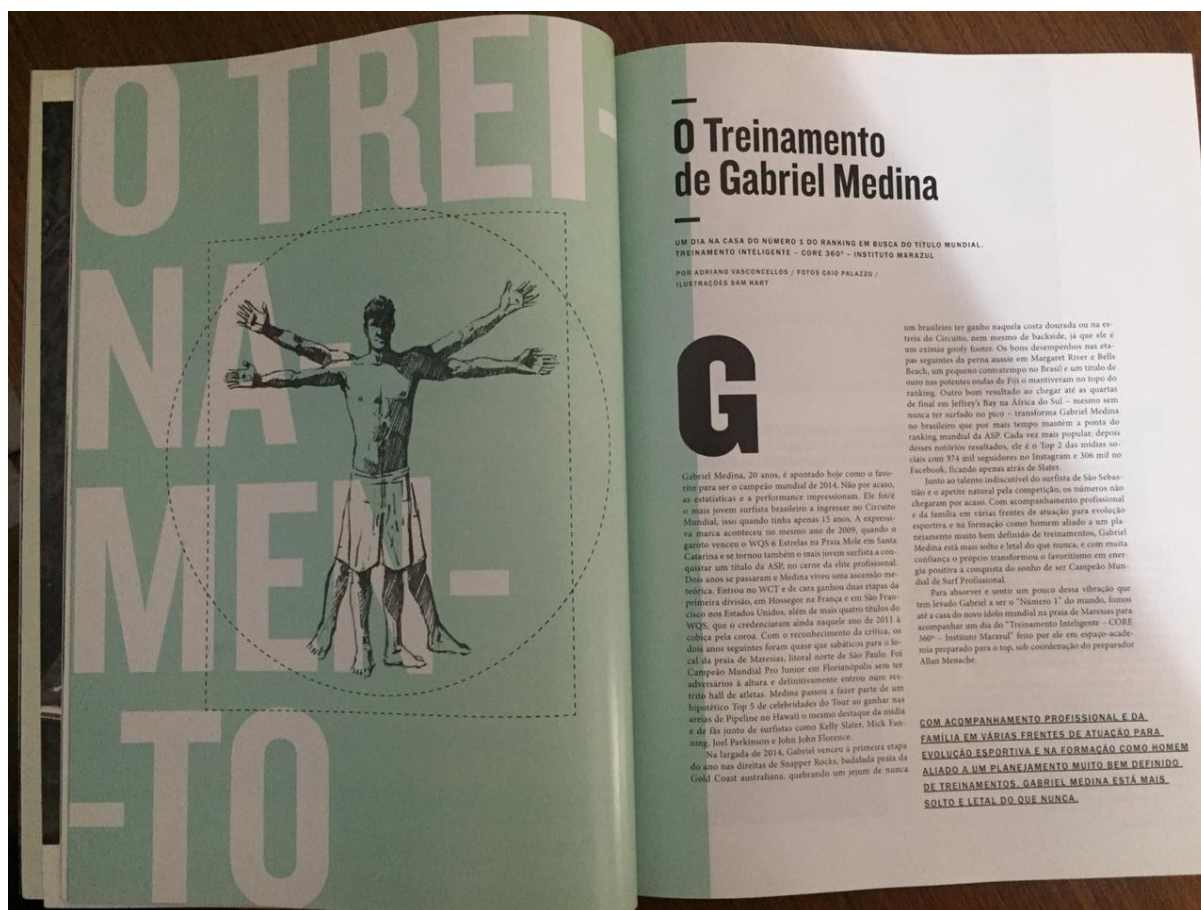 O TREI-
NA-
MEN-
-TO
O Treinamento
de Gabriel Medina
UM DIA NA CASA DO NÚMERO 1 DO RANKING EM BUSCA DO TÍTULO MUNDIAL.
TREINAMENTO INTELIGENTE - CORE 360º - INSTITUTO MARAZUL
POR ADRIANO VASCONCELLOS / FOTOS CAIO PALAZZO /
ILUSTRAÇÕES SAM HART
G
Gabriel Medina, 20 anos, é apontado hoje como o favo-
rito para ser o campeão mundial de 2014. Não por acaso,
as estatísticas e a performance impressionam. Ele foi/é
o mais jovem surfista brasileiro a ingressar no Circuito
Mundial, isso quando tinha apenas 15 anos. A expressi-
va marca aconteceu no mesmo ano de 2009, quando o
garoto venceu o WQS 6 Estrelas na Praia Mole em Santa
Catarina e se tornou também o mais jovem surfista a con-
quistar um título da ASP, no cerne da elite profissional.
Dois anos se passaram e Medina viveu uma ascensão me-
teórica. Entrou no WCT e de cara ganhou duas etapas da
primeira divisão, em Hossegor na França e em São Fran-
cisco nos Estados Unidos, além de mais quatro títulos do
WQS, que o credenciaram ainda naquele ano de 2011 à
cobiça pela coroa. Com o reconhecimento da crítica, os
dois anos seguintes foram quase que sabáticos para o lo-
cal da praia de Maresias, litoral norte de São Paulo. Foi
Campeão Mundial Pro Junior em Florianópolis sem ter
adversários à altura e definitivamente entrou num res-
trito hall de atletas. Medina passou a fazer parte de um
hipotético Top 5 de celebridades do Tour ao ganhar nas
areias de Pipeline no Hawaii o mesmo destaque da mídia
e de fãs junto de surfistas como Kelly Slater, Mick Fan-
ning, Joel Parkinson e John John Florence.
Na largada de 2014, Gabriel venceu a primeira etapa
do ano nas direitas de Snapper Rocks, badalada praia da
Gold Coast australiana, quebrando um jejum de nunca
um brasileiro ter ganho naquela costa dourada ou na es-
treia do Circuito, nem mesmo de backside, já que ele é
um exímio goofy footer. Os bons desempenhos nas eta-
pas seguintes da perna aussie em Margaret River e Bells
Beach, um pequeno contratempo no Brasil e um título de
ouro nas potentes ondas de Fiji o mantiveram no topo do
ranking. Outro bom resultado ao chegar até as quartas
de final em Jeffrey's Bay na África do Sul – mesmo sem
nunca ter surfado no pico – transforma Gabriel Medina
no brasileiro que por mais tempo mantém a ponta do
ranking mundial da ASP. Cada vez mais popular, depois
desses notórios resultados, ele é o Top 2 das mídias so-
ciais com 374 mil seguidores no Instagram e 306 mil no
Facebook, ficando apenas atrás de Slater.
Junto ao talento indiscutível do surfista de São Sebas-
tião e o apetite natural pela competição, os números não
chegaram por acaso. Com acompanhamento profissional
e da família em várias frentes de atuação para evolução
esportiva e na formação como homem aliado a um pla-
nejamento muito bem definido de treinamentos, Gabriel
Medina está mais solto e letal do que nunca, e com muita
confiança o próprio transformou o favoritismo em ener-
gia positiva à conquista do sonho de ser Campeão Mun-
dial de Surf Profissional.
Para absorver e sentir um pouco dessa vibração que
tem levado Gabriel a ser o "Número 1" do mundo, fomos
até a casa do novo ídolo mundial na praia de Maresias para
acompanhar um dia do "Treinamento Inteligente - CORE
360º - Instituto Marazul" feito por ele em espaço-acade-
mia preparado para o top, sob coordenação do preparador
Allan Menache.
COM ACOMPANHAMENTO PROFISSIONAL E DA
FAMÍLIA EM VÁRIAS FRENTES DE ATUAÇÃO PARA
EVOLUÇÃO ESPORTIVA E NA FORMAÇÃO COMO HOMEM
ALIADO A UM PLANEJAMENTO MUITO BEM DEFINIDO
DE TREINAMENTOS, GABRIEL MEDINA ESTÁ MAIS
SOLTO E LETAL DO QUE NUNCA.